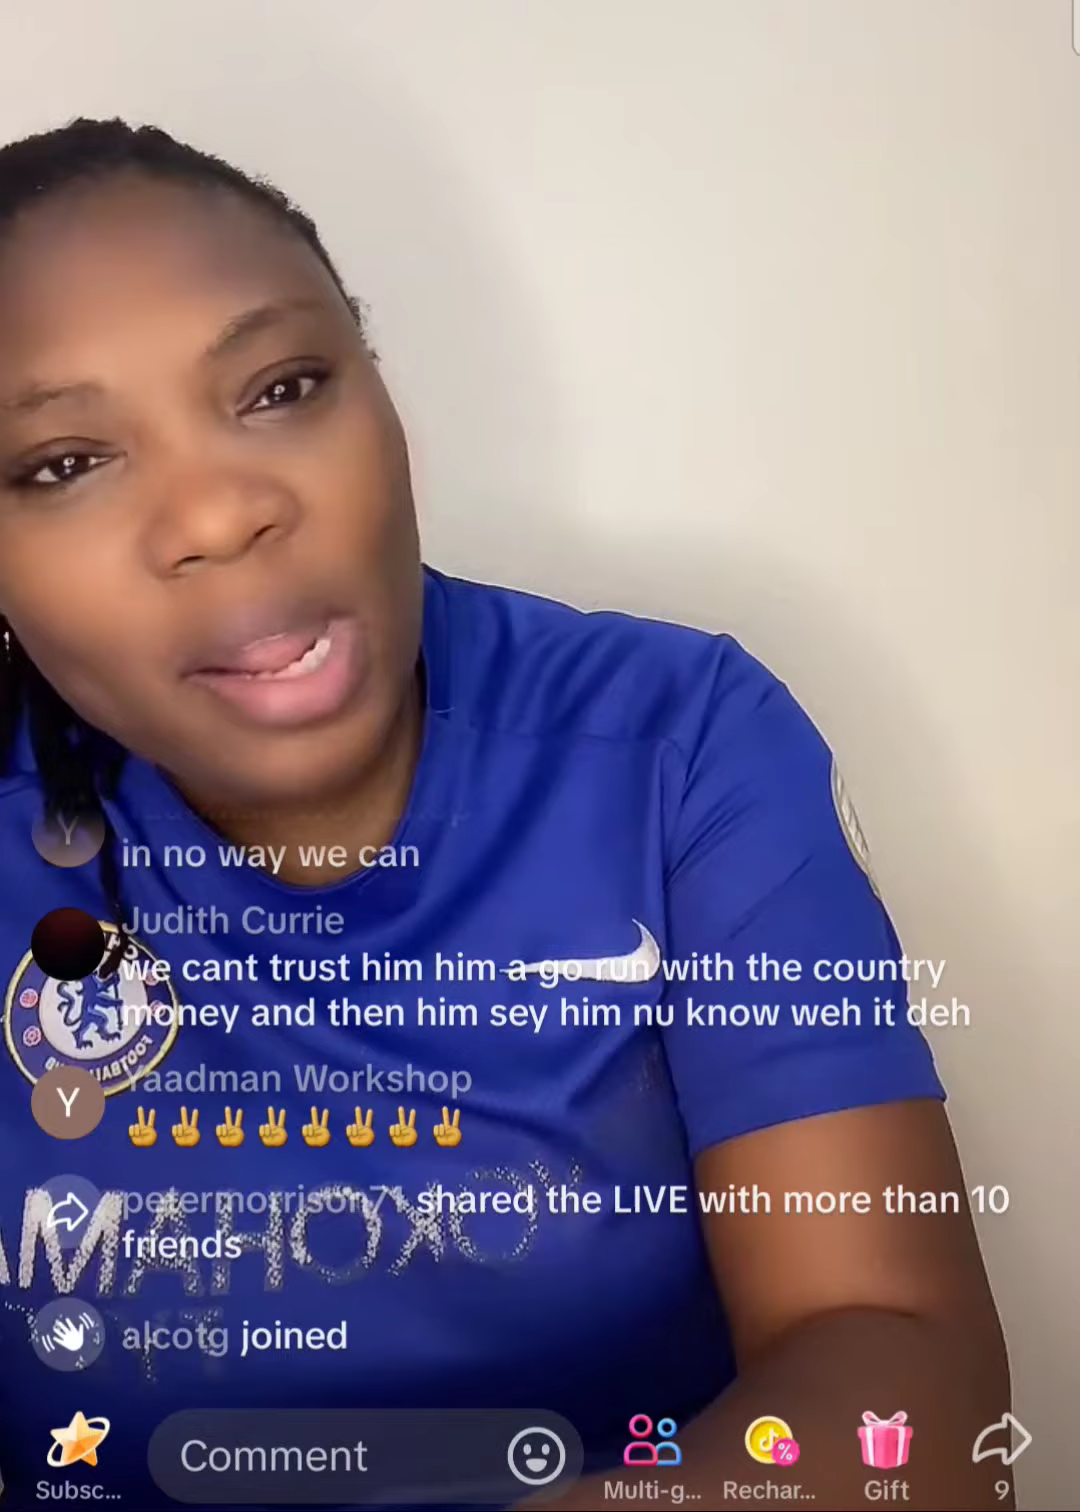 Y
in no way we can
Judith Currie
we cant trust him him a go run with the country
money and then him sey him nu know weh it deh
Y
Yaadman Workshop
✌️✌️✌️✌️✌️✌️✌️✌️
petermorrison71 shared the LIVE with more than 10
friends
alcotg joined
Subsc...
Comment
Multi-g...
Rechar...
Gift
9